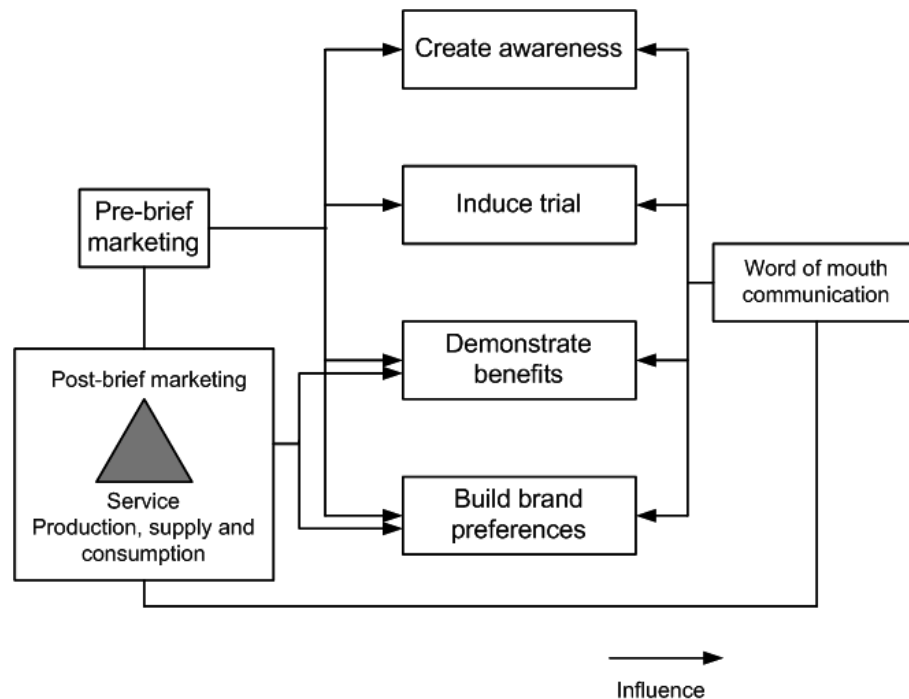 Create awareness
Induce trial
Pre-brief
marketing
Word of mouth
communication
Demonstrate
benefits
Post-brief marketing
Service
Production, supply and
consumption
Build brand
preferences
Influence